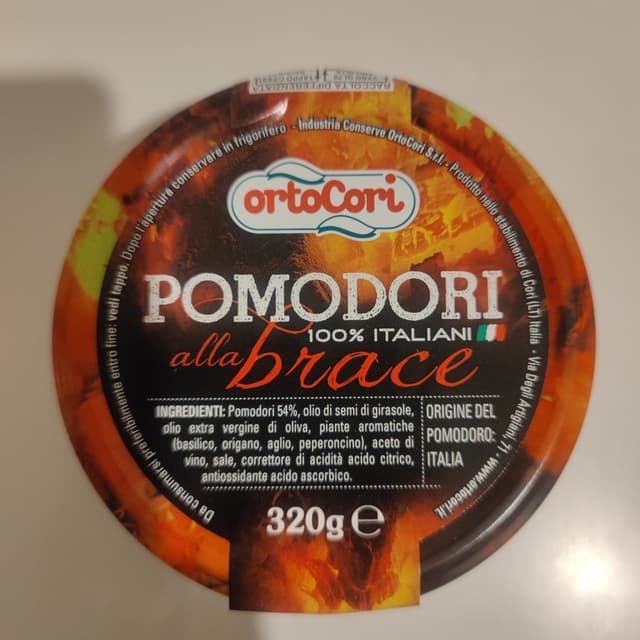 RACCOLTA DIFFERENZIATA
Da consumarsi preferibilmente entro fine: vedi tappo. Dopo l'apertura conservare in frigorifero - Industria Conserve OrtoCori S.r.l. - Prodotto nello stabilimento di Cori (LT) Italia - Via Degli Artigiani, 71 - www.ortocori.it
ortoCori
POMODORI
100% ITALIANI
alla brace
INGREDIENTI: Pomodori 54%, olio di semi di girasole,
olio extra vergine di oliva, piante aromatiche
(basilico, origano, aglio, peperoncino), aceto di
vino, sale, correttore di acidità acido citrico,
antiossidante acido ascorbico.
ORIGINE DEL
POMODORO:
ITALIA
320g e